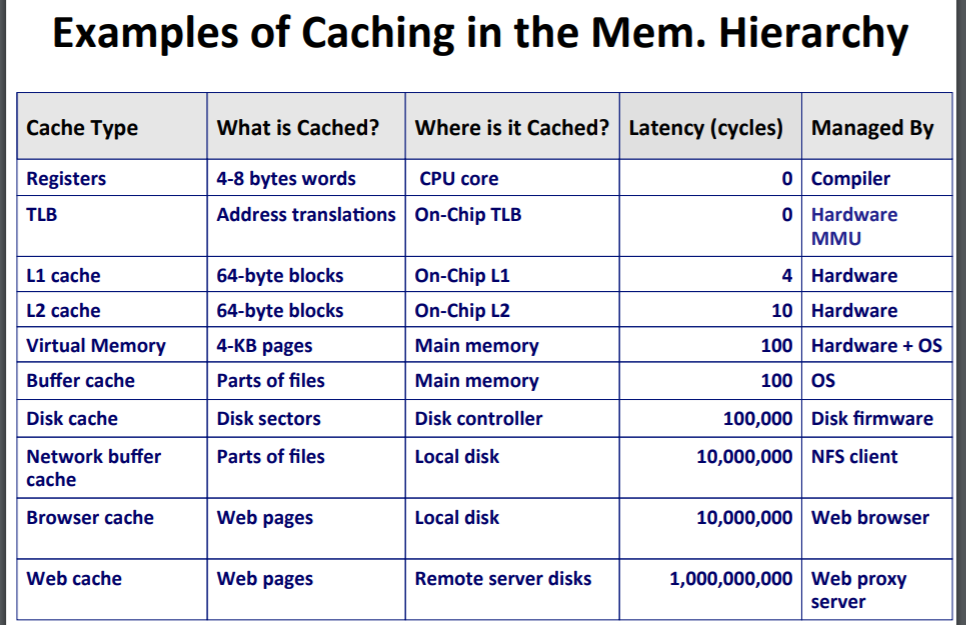 Examples of Caching in the Mem. Hierarchy
Cache Type What is Cached? Where is it Cached? Latency (cycles) Managed By
Registers 4-8 bytes words CPU core 0 Compiler
TLB Address translations On-Chip TLB 0 Hardware
MMU
L1 cache 64-byte blocks On-Chip L1 4 Hardware
L2 cache 64-byte blocks On-Chip L2 10 Hardware
Virtual Memory 4-KB pages Main memory 100 Hardware + OS
Buffer cache Parts of files Main memory 100 OS
Disk cache Disk sectors Disk controller 100,000 Disk firmware
Network buffer Parts of files Local disk 10,000,000 NFS client
cache
Browser cache Web pages Local disk 10,000,000 Web browser
Web cache Web pages Remote server disks 1,000,000,000 Web proxy
server